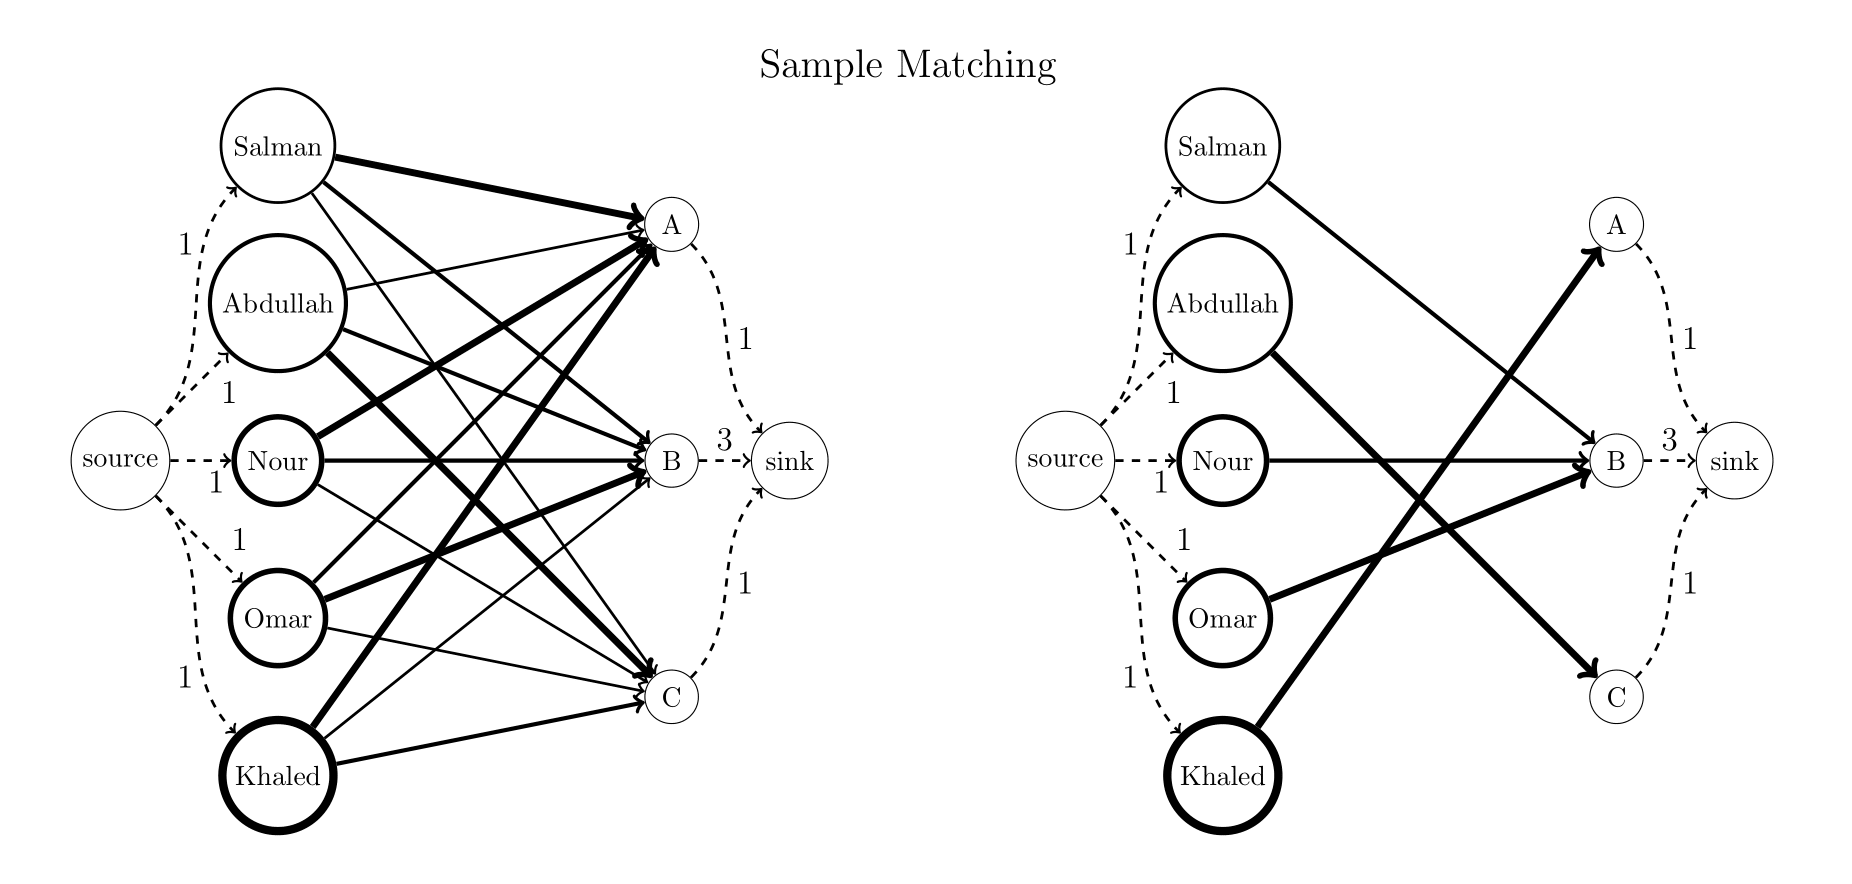 Sample Matching
Salman
Abdullah
Nour
Omar
Khaled
source
A
B
C
sink
1
1
1
1
1
1
3
1
Salman
Abdullah
Nour
Omar
Khaled
source
A
B
C
sink
1
1
1
1
1
1
3
1